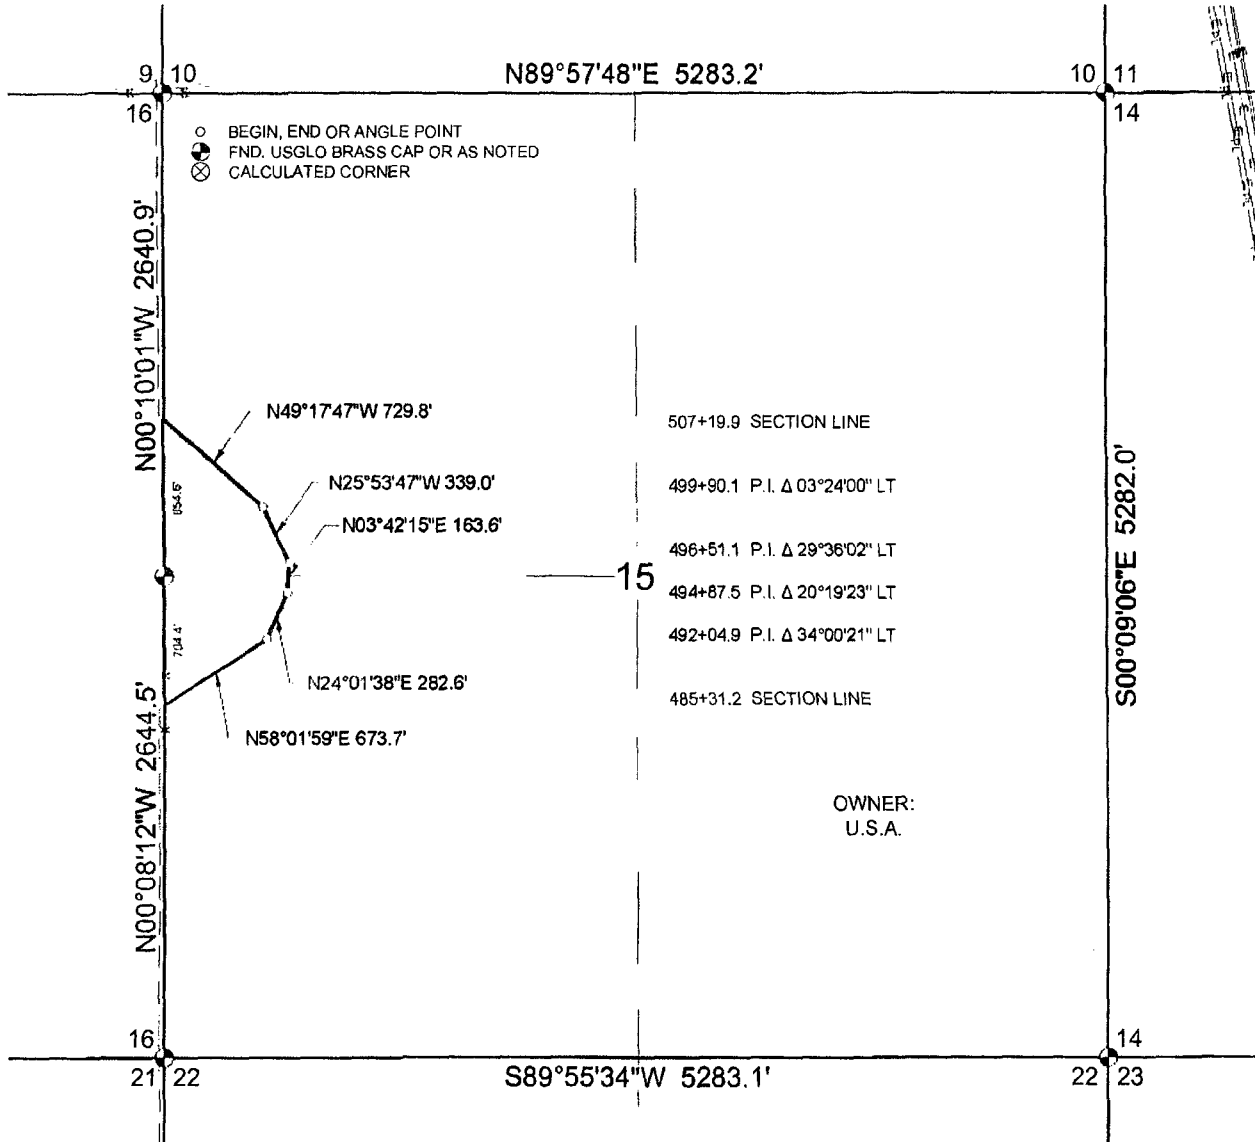 9 10
N89°57'48"E 5283.2'
10 11
16
14
BEGIN, END OR ANGLE POINT
FND. USGLO BRASS CAP OR AS NOTED
CALCULATED CORNER
N00°10'01"W 2640.9'
N49°17'47"W 729.8'
507+19.9 SECTION LINE
N25°53'47"W 339.0'
499+90.1 P.I. Δ 03°24'00" LT
854.6'
N03°42'15"E 163.6'
496+51.1 P.I. Δ 29°36'02" LT
15
494+87.5 P.I. Δ 20°19'23" LT
S00°09'06"E 5282.0'
704.4'
492+04.9 P.I. Δ 34°00'21" LT
N24°01'38"E 282.6'
485+31.2 SECTION LINE
N58°01'59"E 673.7'
N00°08'12"W 2644.5'
OWNER:
U.S.A.
16
14
21 22
S89°55'34"W 5283.1'
22 23